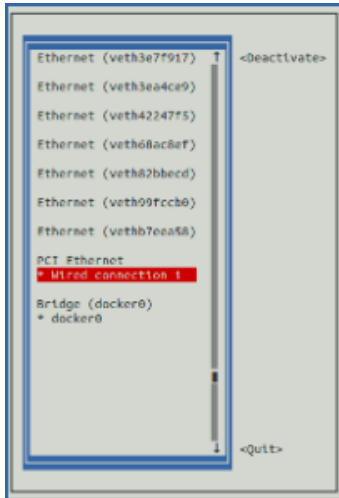 Ethernet (veth3e7f917)
<Deactivate>
Ethernet (veth3ea4ce9)
Ethernet (veth42247f5)
Ethernet (veth68ac8ef)
Ethernet (veth82bbecd)
Ethernet (veth99fccb0)
Ethernet (vethb7eea58)
PCI Ethernet
* Wired connection 1
Bridge (docker0)
* docker0
<Quit>